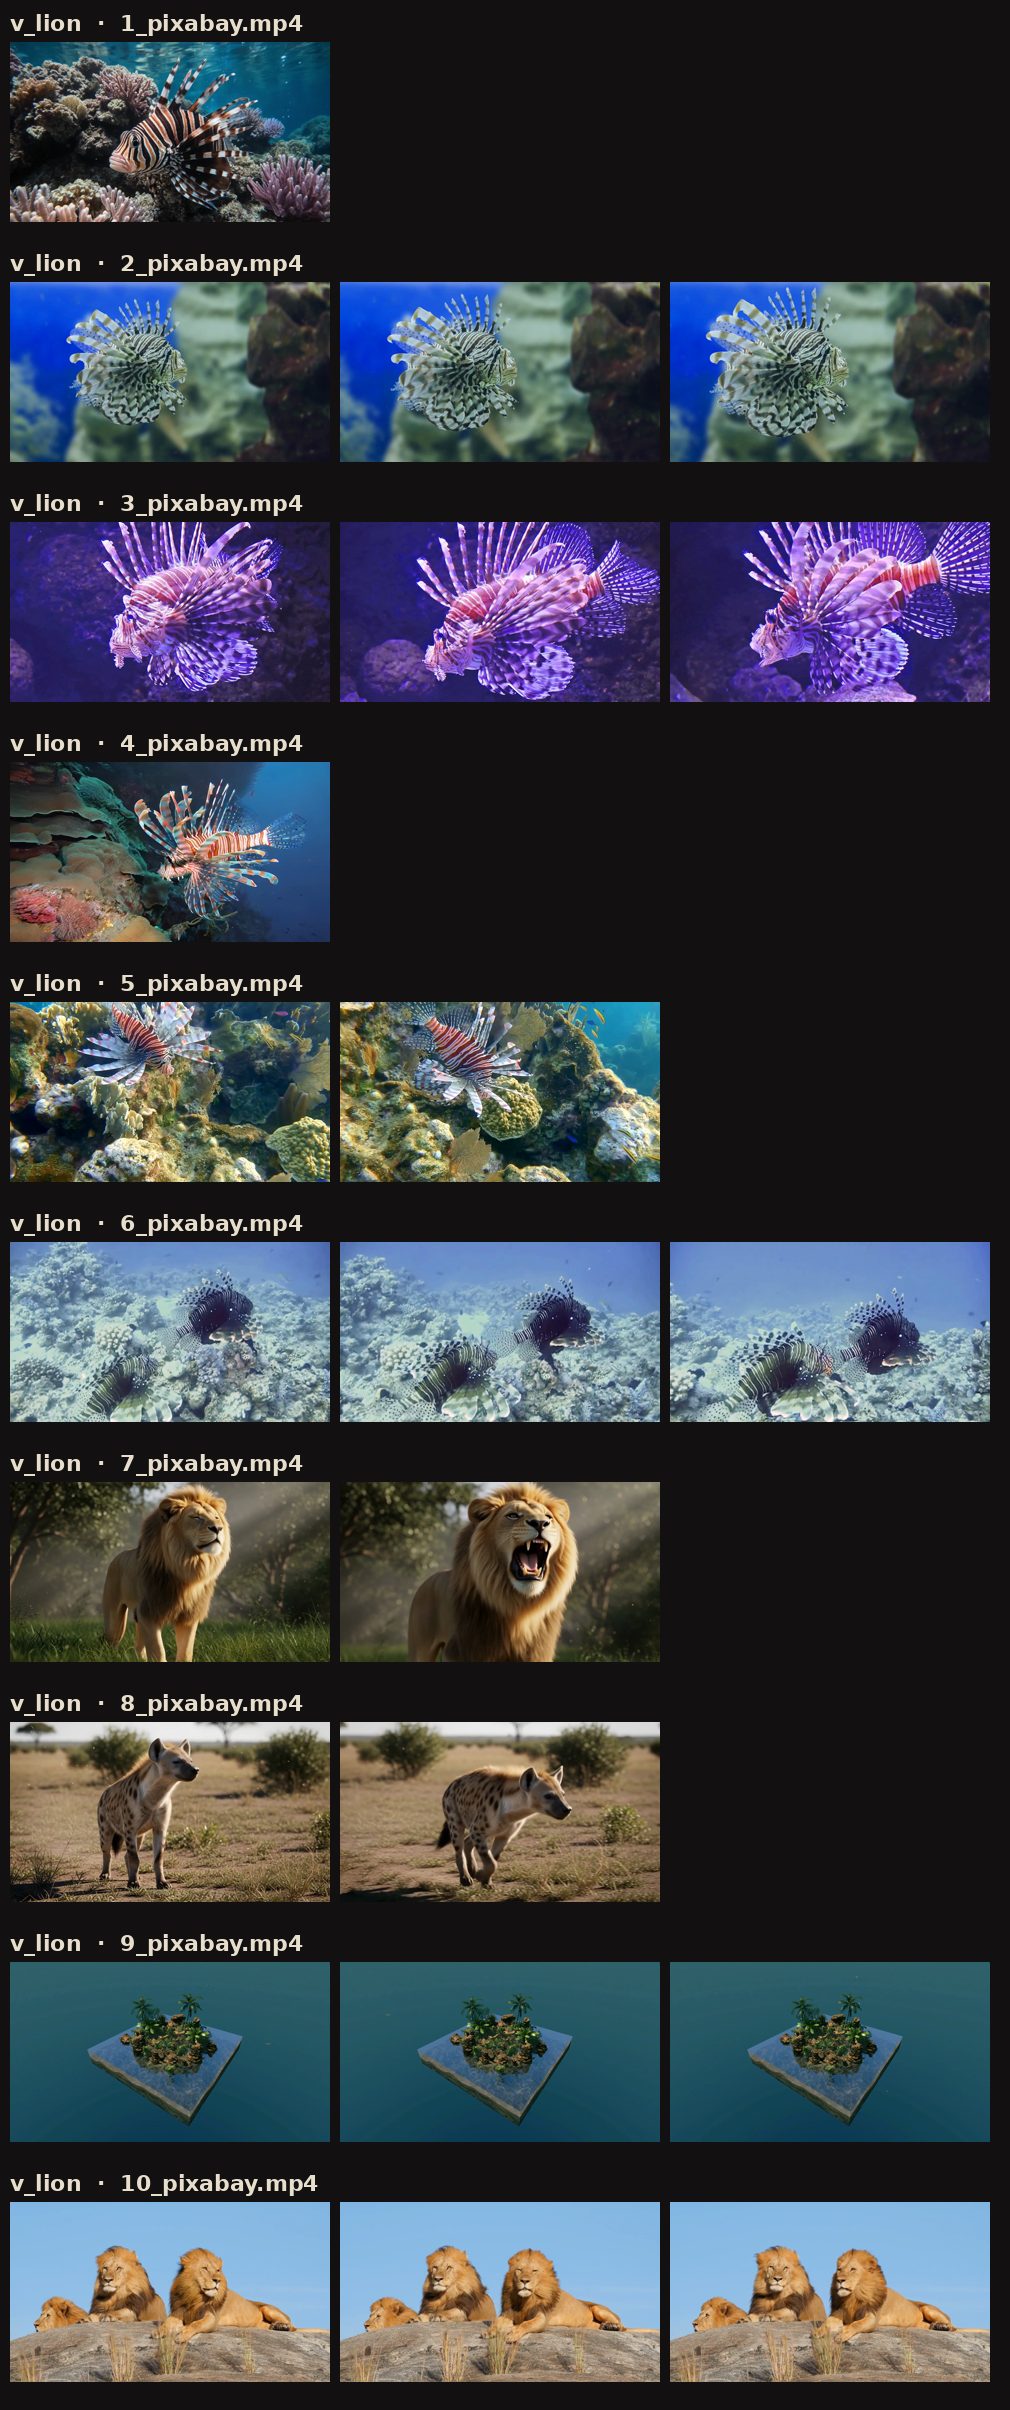 v_lion · 1_pixabay.mp4
v_lion · 2_pixabay.mp4
v_lion · 3_pixabay.mp4
v_lion · 4_pixabay.mp4
v_lion · 5_pixabay.mp4
v_lion · 6_pixabay.mp4
v_lion · 7_pixabay.mp4
v_lion · 8_pixabay.mp4
v_lion · 9_pixabay.mp4
v_lion · 10_pixabay.mp4